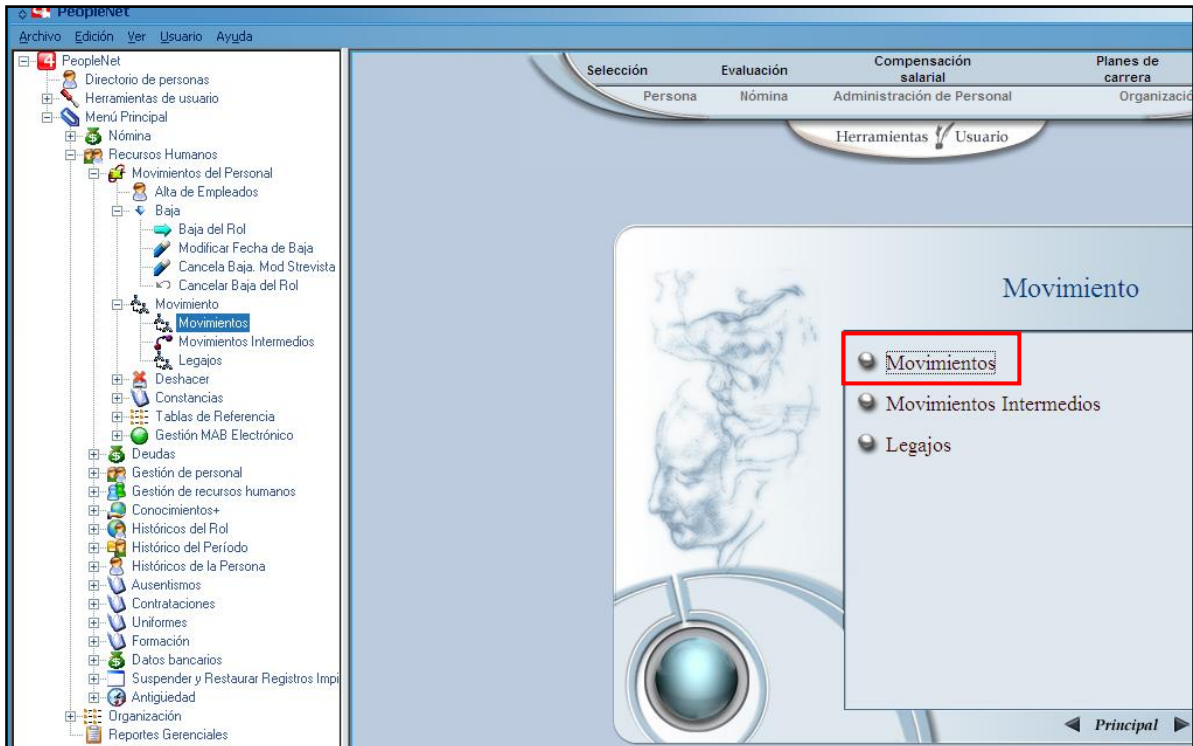 PeopleNet
Archivo Edición Ver Usuario Ayuda
PeopleNet
Directorio de personas
Herramientas de usuario
Menú Principal
Nómina
Recursos Humanos
Movimientos del Personal
Alta de Empleados
Baja
Baja del Rol
Modificar Fecha de Baja
Cancela Baja. Mod Strevista
Cancelar Baja del Rol
Movimiento
Movimientos
Movimientos Intermedios
Legajos
Deshacer
Constancias
Tablas de Referencia
Gestión MAB Electrónico
Deudas
Gestión de personal
Gestión de recursos humanos
Conocimientos+
Históricos del Rol
Histórico del Período
Históricos de la Persona
Ausentismos
Contrataciones
Uniformes
Formación
Datos bancarios
Suspender y Restaurar Registros Impi
Antigüedad
Organización
Reportes Gerenciales
Selección Evaluación Compensación salarial Planes de carrera
Persona Nómina Administración de Personal Organizació
Herramientas Usuario
Movimiento
Movimientos
Movimientos Intermedios
Legajos
Principal